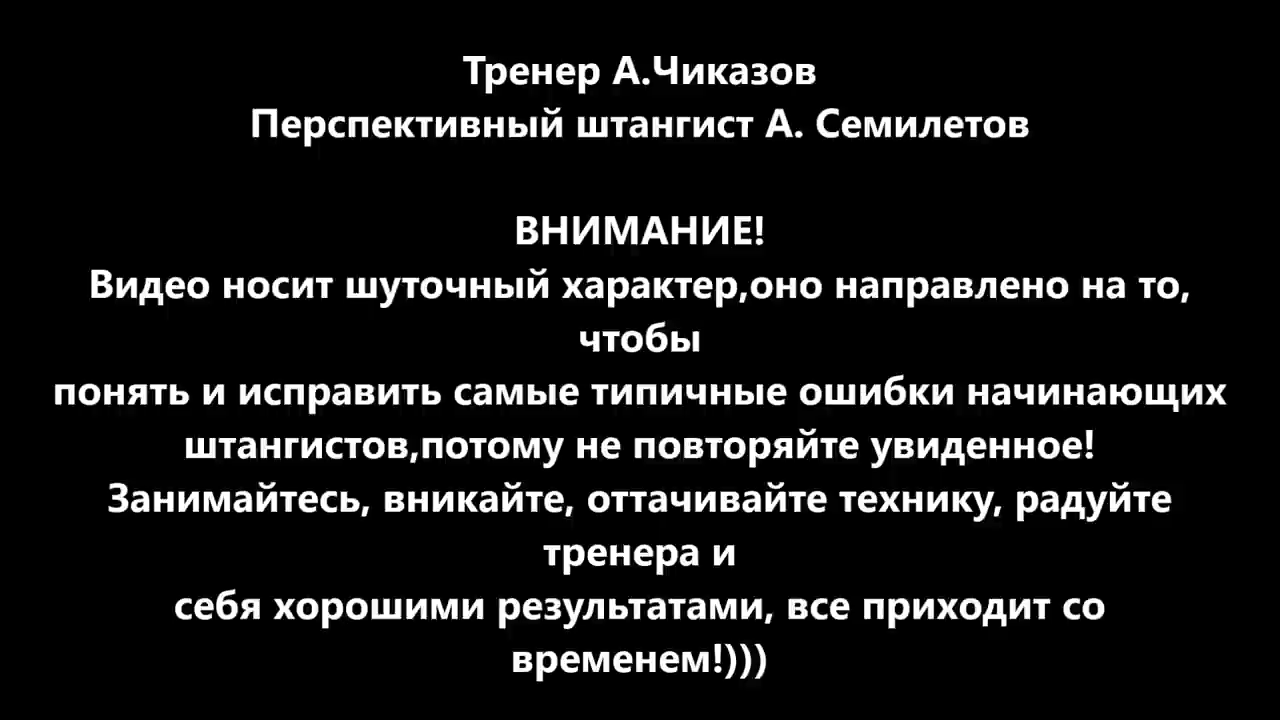 Тренер А.Чиказов
Перспективный штангист А. Семилетов
ВНИМАНИЕ!
Видео носит шуточный характер,оно направлено на то,
чтобы
понять и исправить самые типичные ошибки начинающих
штангистов,потому не повторяйте увиденное!
Занимайтесь, вникайте, оттачивайте технику, радуйте
тренера и
себя хорошими результатами, все приходит со
временем!)))